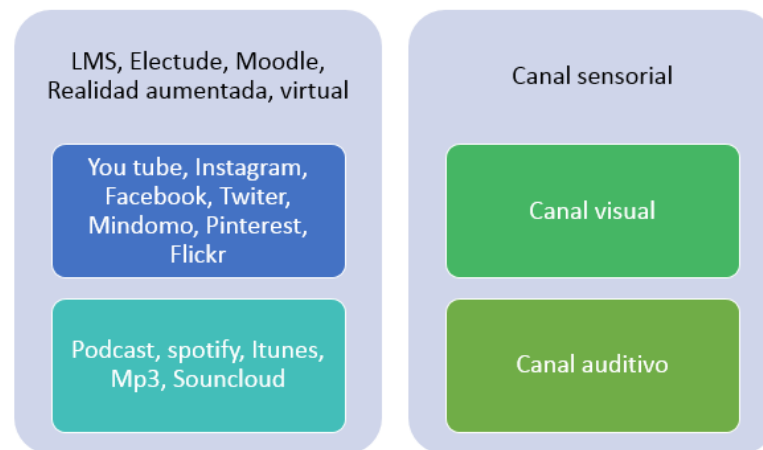 LMS, Electude, Moodle,
Realidad aumentada, virtual
You tube, Instagram,
Facebook, Twiter,
Mindomo, Pinterest,
Flickr
Podcast, spotify, Itunes,
Mp3, Souncloud
Canal sensorial
Canal visual
Canal auditivo